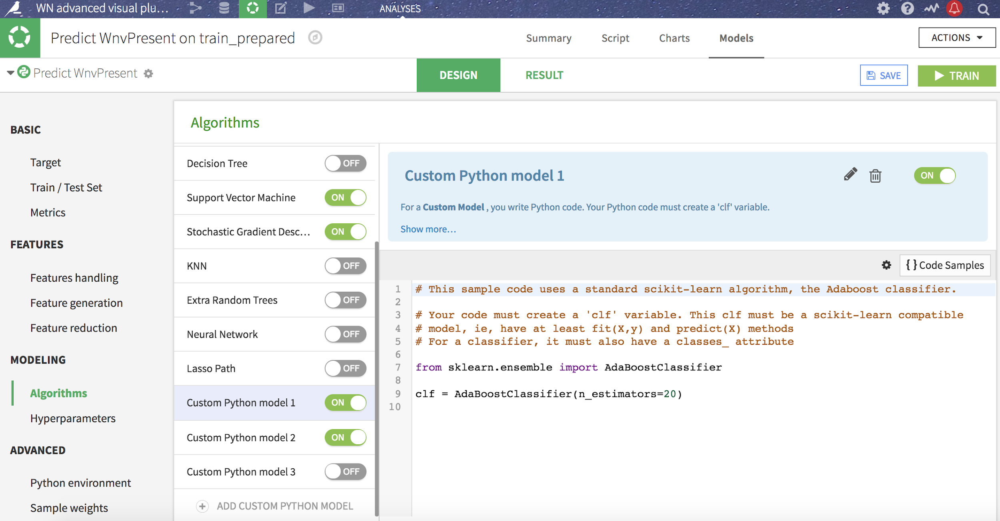 WN advanced visual plu...
ANALYSES
Predict WnvPresent on train_prepared
Summary
Script
Charts
Models
ACTIONS
Predict WnvPresent
DESIGN
RESULT
SAVE
TRAIN
BASIC
Target
Train / Test Set
Metrics
FEATURES
Features handling
Feature generation
Feature reduction
MODELING
Algorithms
Hyperparameters
ADVANCED
Python environment
Sample weights
Algorithms
Decision Tree OFF
Support Vector Machine ON
Stochastic Gradient Desc... ON
KNN OFF
Extra Random Trees OFF
Neural Network OFF
Lasso Path OFF
Custom Python model 1 ON
Custom Python model 2 ON
Custom Python model 3 OFF
+ ADD CUSTOM PYTHON MODEL
Custom Python model 1
ON
For a Custom Model , you write Python code. Your Python code must create a 'clf' variable.
Show more...
{ } Code Samples
1 # This sample code uses a standard scikit-learn algorithm, the Adaboost classifier.
2
3 # Your code must create a 'clf' variable. This clf must be a scikit-learn compatible
4 # model, ie, have at least fit(X,y) and predict(X) methods
5 # For a classifier, it must also have a classes_ attribute
6
7 from sklearn.ensemble import AdaBoostClassifier
8
9 clf = AdaBoostClassifier(n_estimators=20)
10